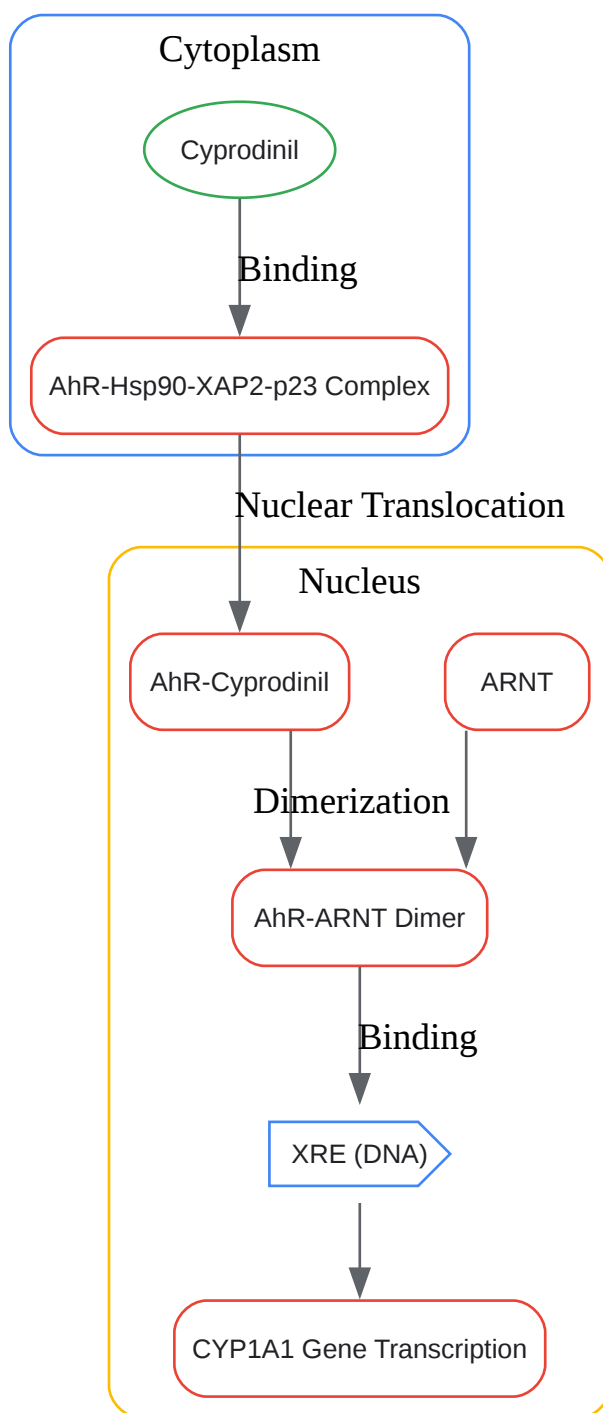 Cytoplasm
Cyprodinil
Binding
AhR-Hsp90-XAP2-p23 Complex
Nuclear Translocation
Nucleus
AhR-Cyprodinil
ARNT
Dimerization
AhR-ARNT Dimer
Binding
XRE (DNA)
CYP1A1 Gene Transcription